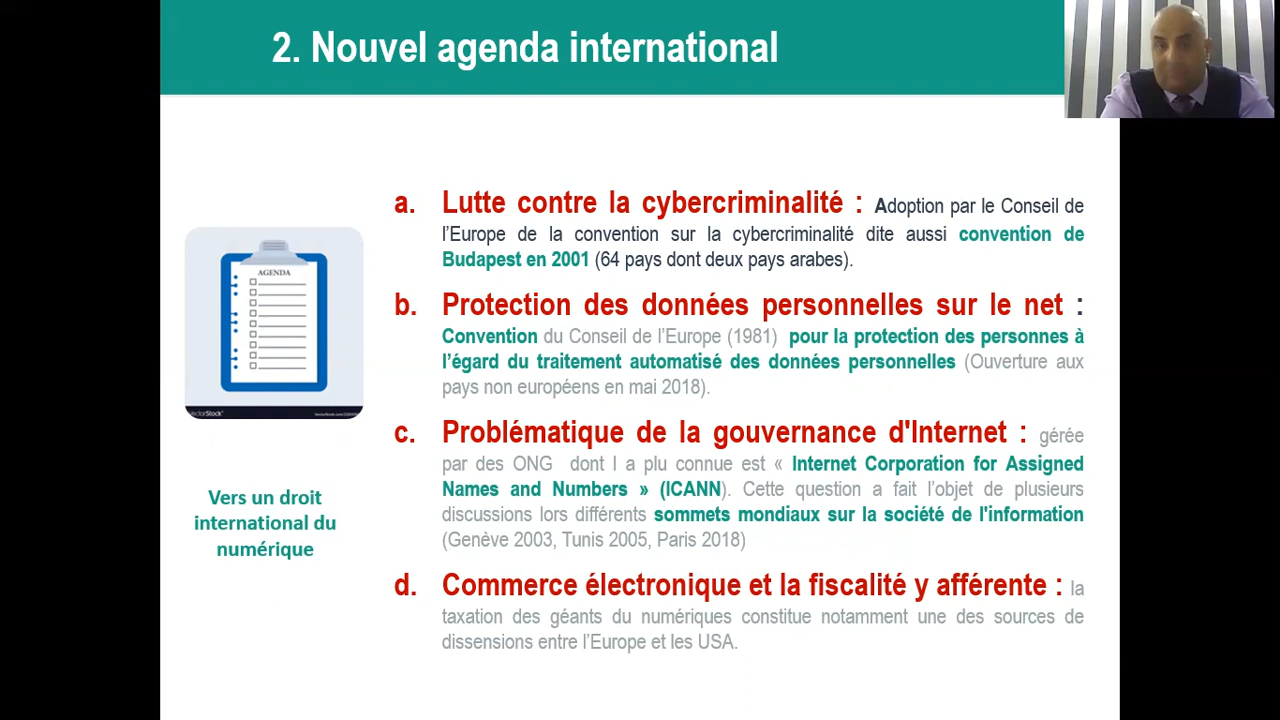 2. Nouvel agenda international
AGENDA
VectorStock
Vers un droit
international du
numérique
a. Lutte contre la cybercriminalité : Adoption par le Conseil de
l’Europe de la convention sur la cybercriminalité dite aussi convention de
Budapest en 2001 (64 pays dont deux pays arabes).
b. Protection des données personnelles sur le net :
Convention du Conseil de l’Europe (1981) pour la protection des personnes à
l’égard du traitement automatisé des données personnelles (Ouverture aux
pays non européens en mai 2018).
c. Problématique de la gouvernance d'Internet : gérée
par des ONG dont l a plu connue est « Internet Corporation for Assigned
Names and Numbers » (ICANN). Cette question a fait l’objet de plusieurs
discussions lors différents sommets mondiaux sur la société de l'information
(Genève 2003, Tunis 2005, Paris 2018)
d. Commerce électronique et la fiscalité y afférente : la
taxation des géants du numériques constitue notamment une des sources de
dissensions entre l’Europe et les USA.